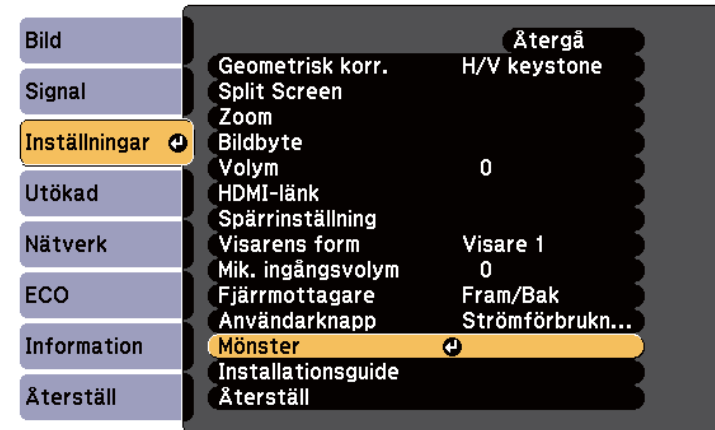 Bild
Signal
Inställningar
Utökad
Nätverk
ECO
Information
Återställ
Återgå
Geometrisk korr. H/V keystone
Split Screen
Zoom
Bildbyte
Volym 0
HDMI-länk
Spärrinställning
Visarens form Visare 1
Mik. ingångsvolym 0
Fjärrmottagare Fram/Bak
Användarknapp Strömförbrukn...
Mönster
Installationsguide
Återställ